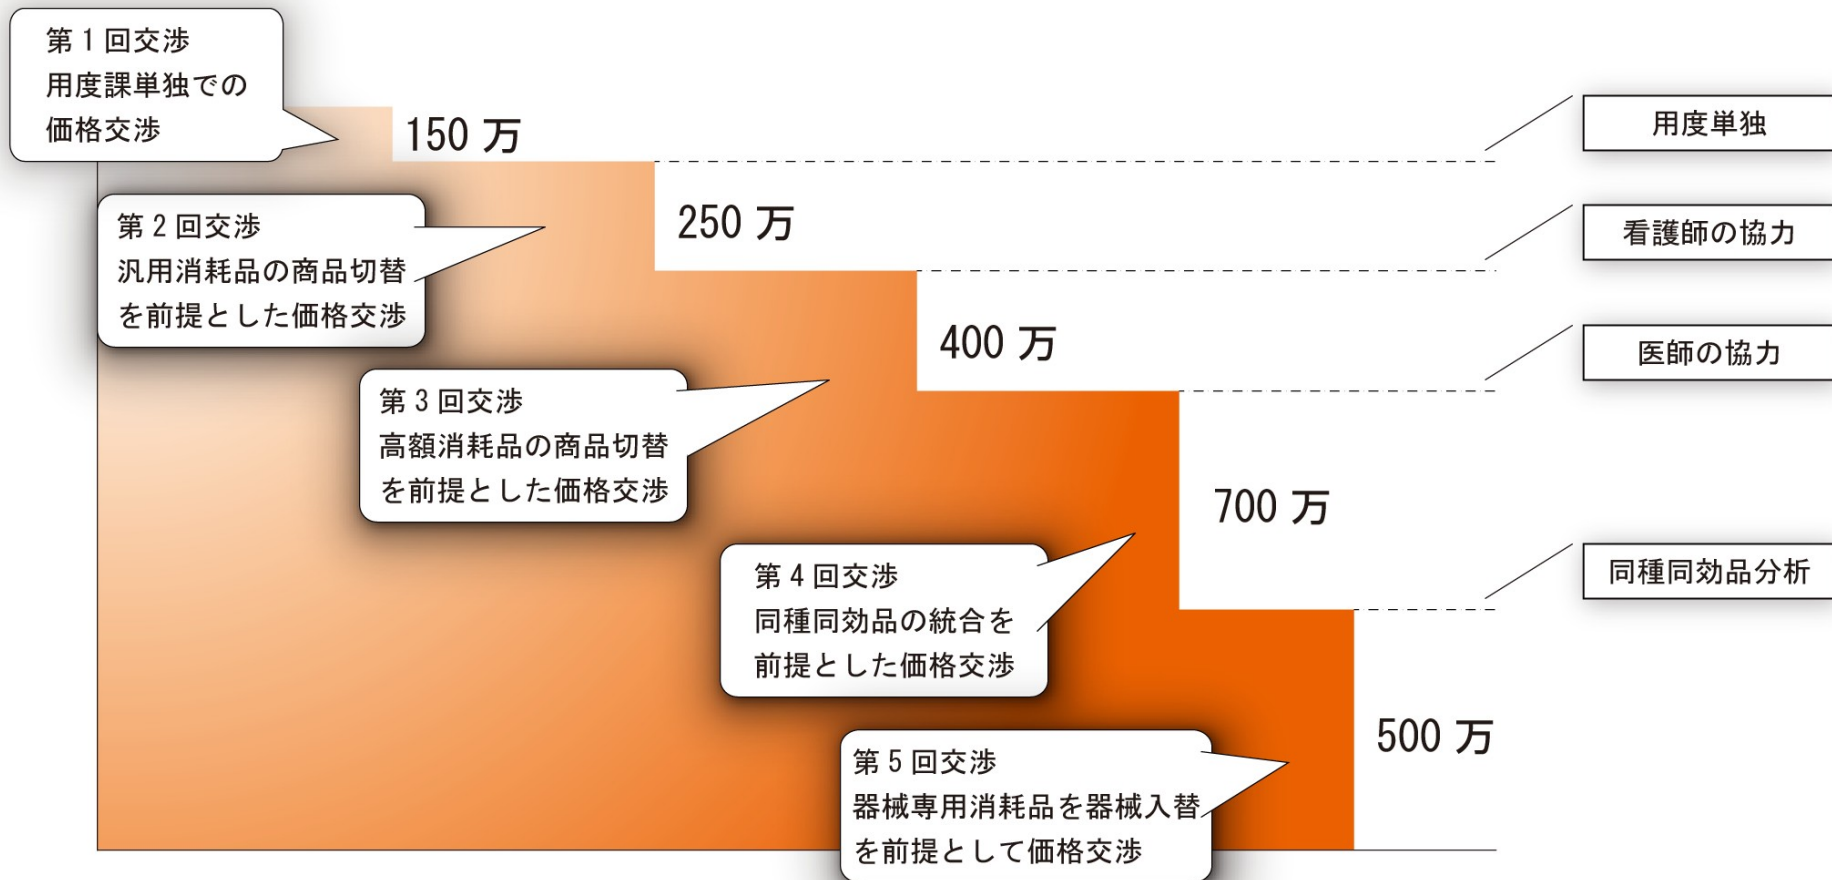 第1回交渉
用度課単独での
価格交渉
150 万
用度単独
第2回交渉
汎用消耗品の商品切替
を前提とした価格交渉
250 万
看護師の協力
第3回交渉
高額消耗品の商品切替
を前提とした価格交渉
400 万
医師の協力
第4回交渉
同種同効品の統合を
前提とした価格交渉
700 万
同種同効品分析
第5回交渉
器械専用消耗品を器械入替
を前提として価格交渉
500 万